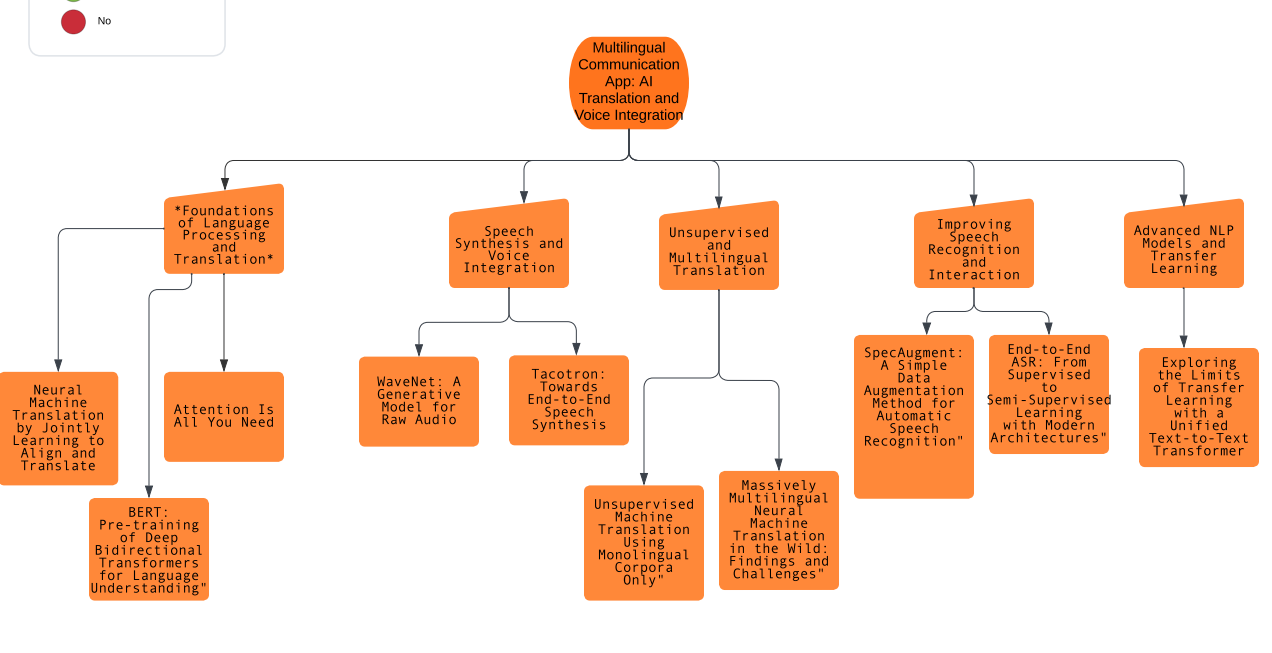 No
Multilingual
Communication
App: AI
Translation and
Voice Integration
*Foundations
of Language
Processing
and
Translation*
Speech
Synthesis and
Voice
Integration
Unsupervised
and
Multilingual
Translation
Improving
Speech
Recognition
and
Interaction
Advanced NLP
Models and
Transfer
Learning
Neural
Machine
Translation
by Jointly
Learning to
Align and
Translate
Attention Is
All You Need
BERT:
Pre-training
of Deep
Bidirectional
Transformers
for Language
Understanding"
WaveNet: A
Generative
Model for
Raw Audio
Tacotron:
Towards
End-to-End
Speech
Synthesis
Unsupervised
Machine
Translation
Using
Monolingual
Corpora
Only"
Massively
Multilingual
Neural
Machine
Translation
in the Wild:
Findings and
Challenges"
SpecAugment:
A Simple
Data
Augmentation
Method for
Automatic
Speech
Recognition"
End-to-End
ASR: From
Supervised
to
Semi-Supervised
Learning
with Modern
Architectures"
Exploring
the Limits
of Transfer
Learning
with a
Unified
Text-to-Text
Transformer